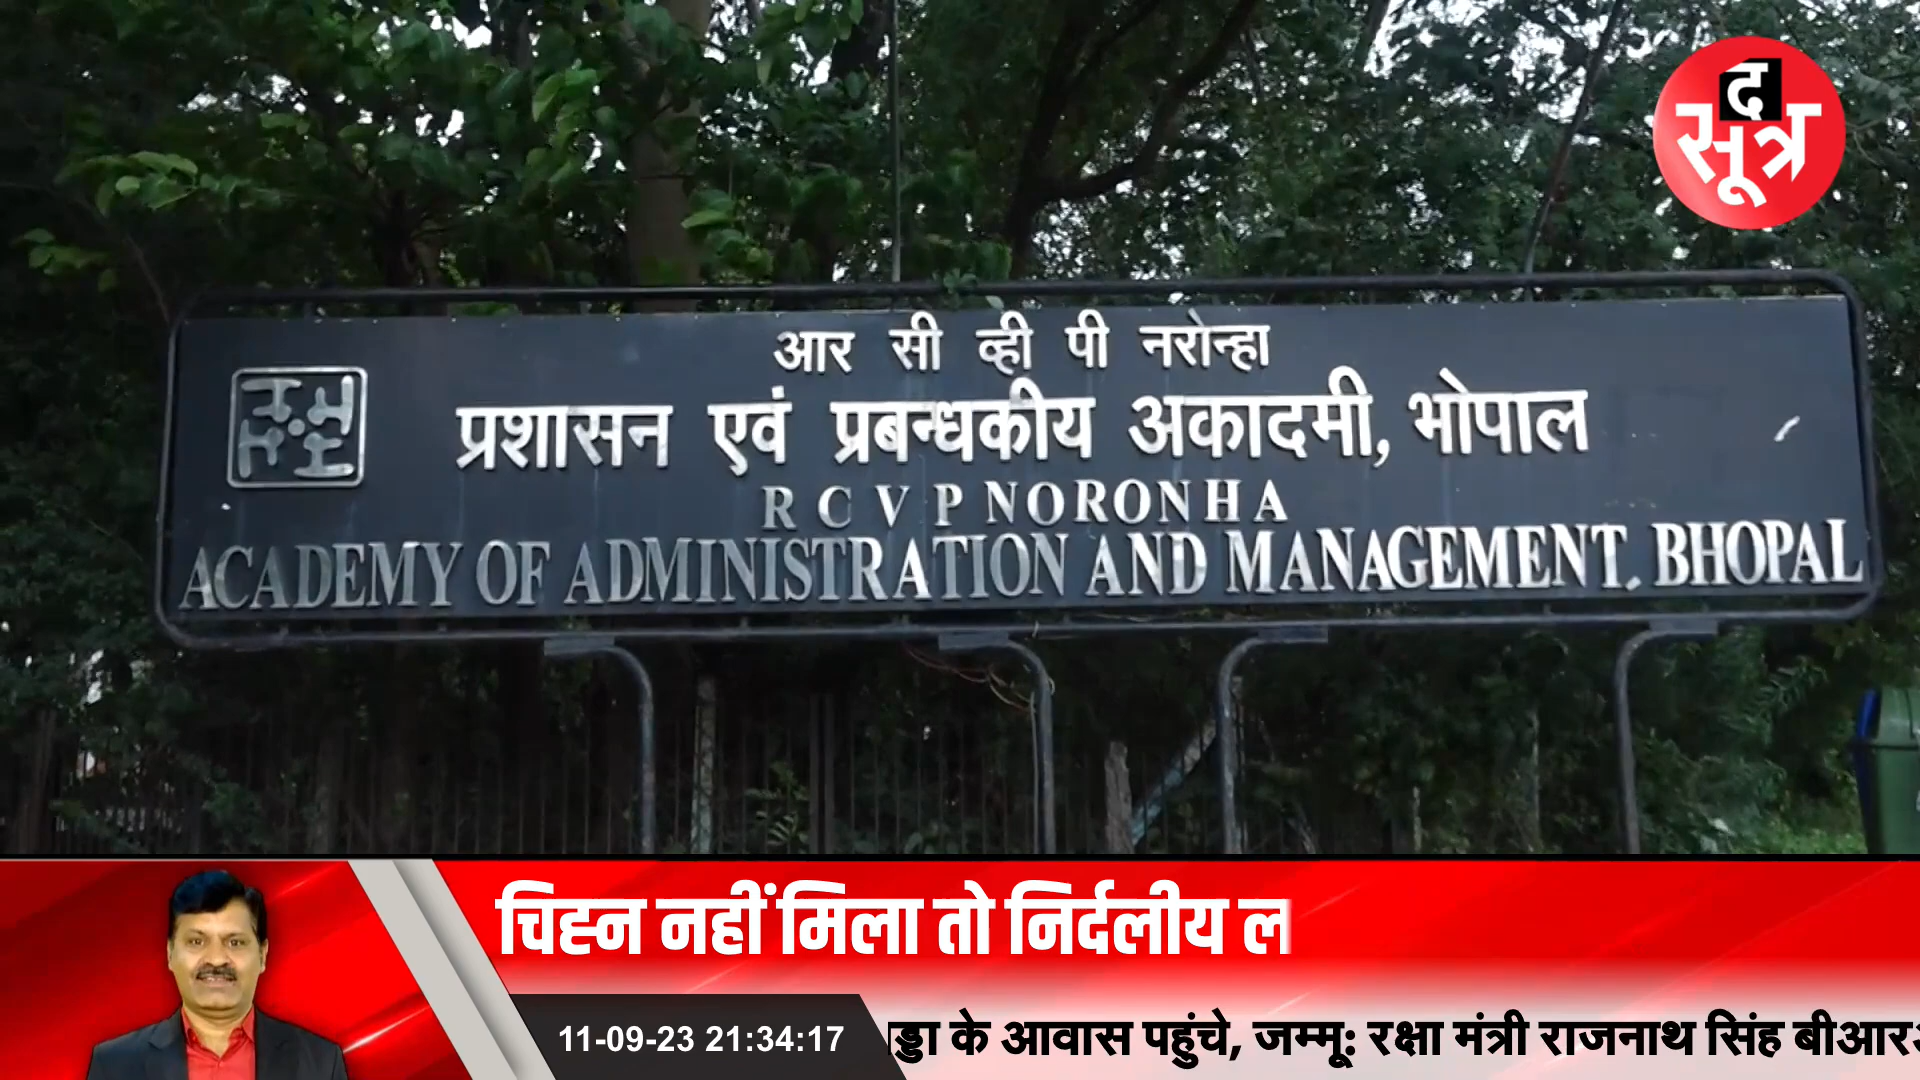 द
सूत्र
आर सी व्ही पी नरोन्हा
प्रशासन एवं प्रबन्धकीय अकादमी, भोपाल
R C V P NORONHA
ACADEMY OF ADMINISTRATION AND MANAGEMENT, BHOPAL
चिह्न नहीं मिला तो निर्दलीय
11-09-23 21:34:17
के आवास पहुंचे, जम्मू: रक्षा मंत्री राजनाथ सिंह